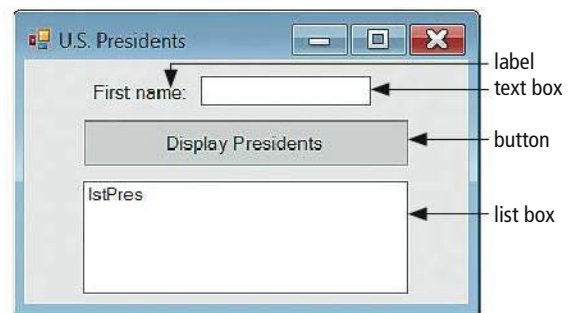 U.S. Presidents
label
First name:
text box
Display Presidents
button
lstPres
list box